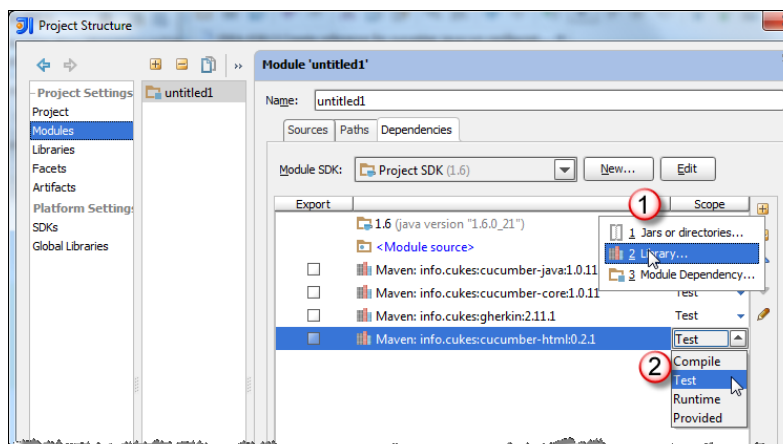 Project Structure
Module 'untitled1'
Project Settings
Project
Modules
Libraries
Facets
Artifacts
Platform Setting
SDKs
Global Libraries
untitled1
Name: untitled1
Sources Paths Dependencies
Module SDK: Project SDK (1.6) New... Edit
Export Scope
1
1.6 (java version "1.6.0_21")
<Module source>
1 Jars or directories...
2 Library...
3 Module Dependency...
Maven: info.cukes:cucumber-java:1.0.11
Maven: info.cukes:cucumber-core:1.0.11 Test
Maven: info.cukes:gherkin:2.11.1 Test
Maven: info.cukes:cucumber-html:0.2.1 Test
2
Compile
Test
Runtime
Provided